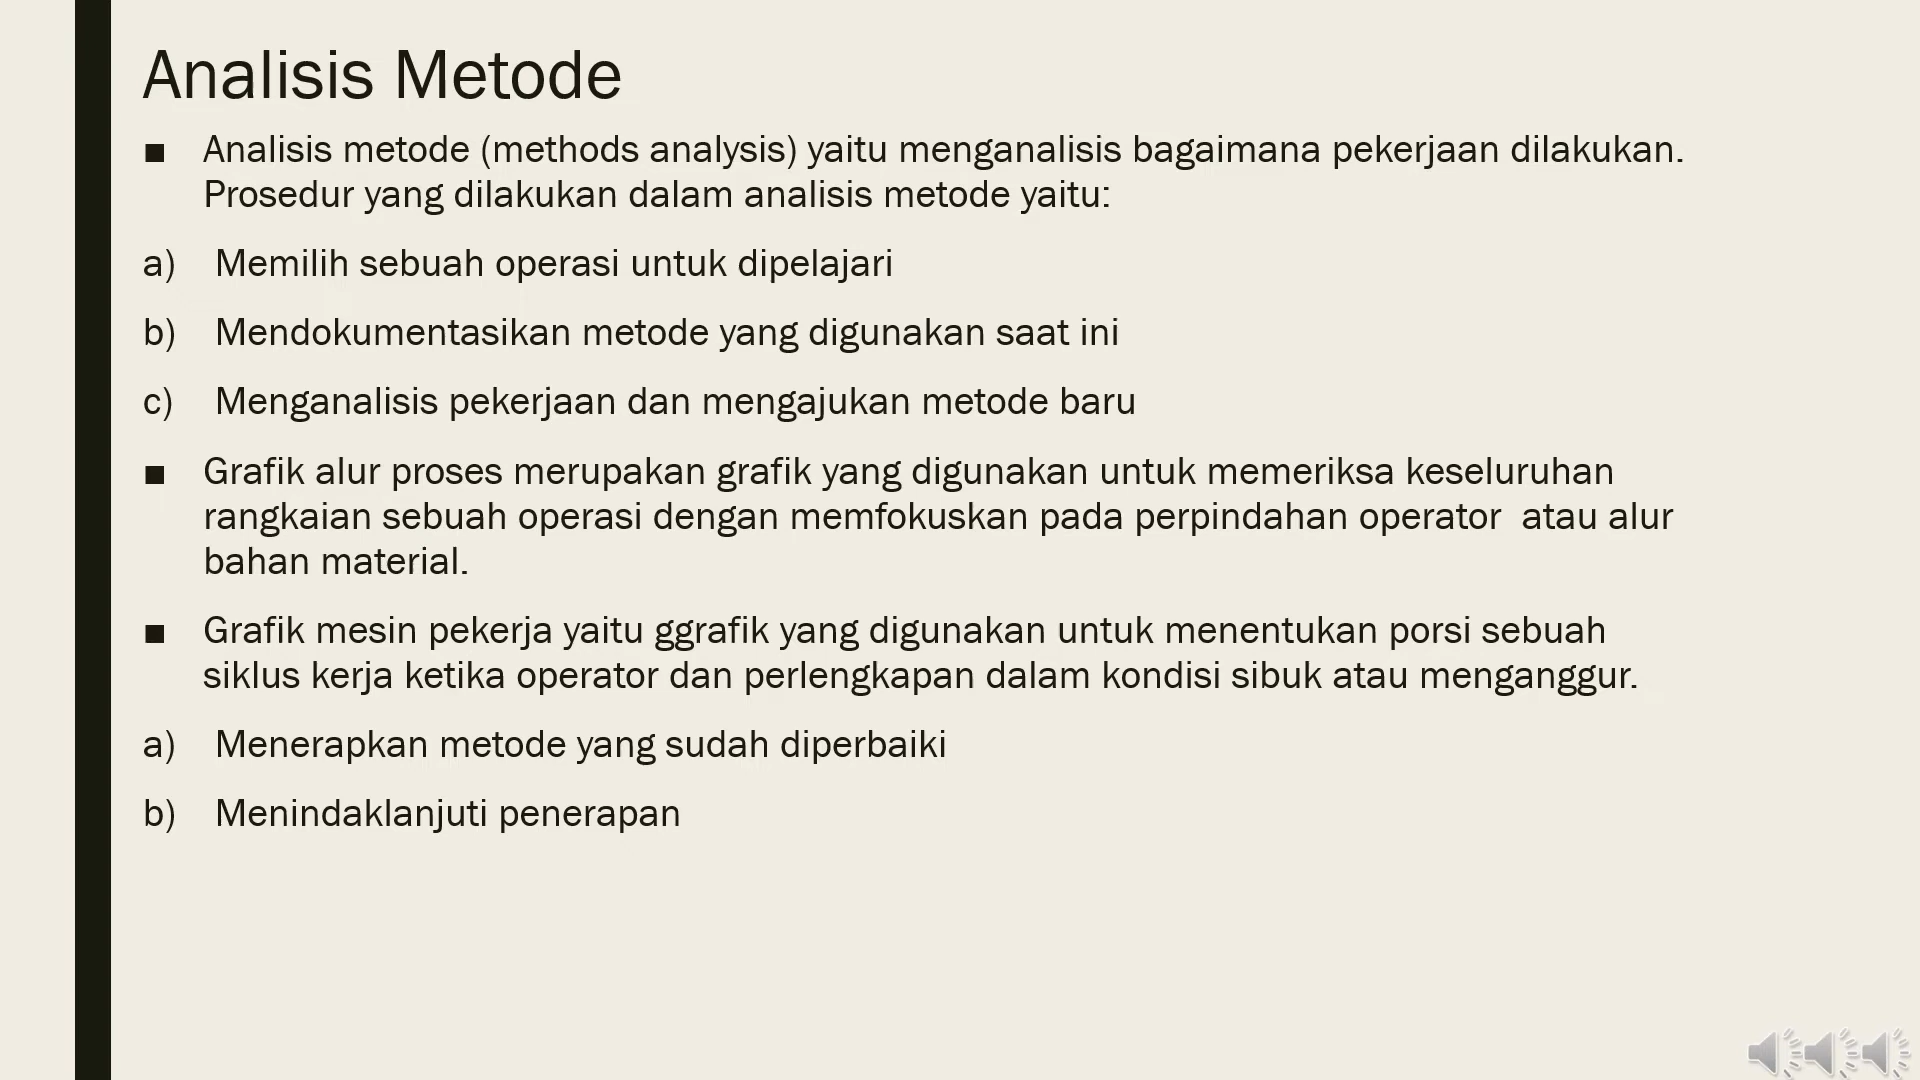 Analisis Metode
■ Analisis metode (methods analysis) yaitu menganalisis bagaimana pekerjaan dilakukan.
Prosedur yang dilakukan dalam analisis metode yaitu:
a) Memilih sebuah operasi untuk dipelajari
b) Mendokumentasikan metode yang digunakan saat ini
c) Menganalisis pekerjaan dan mengajukan metode baru
■ Grafik alur proses merupakan grafik yang digunakan untuk memeriksa keseluruhan
rangkaian sebuah operasi dengan memfokuskan pada perpindahan operator  atau alur
bahan material.
■ Grafik mesin pekerja yaitu ggrafik yang digunakan untuk menentukan porsi sebuah
siklus kerja ketika operator dan perlengkapan dalam kondisi sibuk atau menganggur.
a) Menerapkan metode yang sudah diperbaiki
b) Menindaklanjuti penerapan